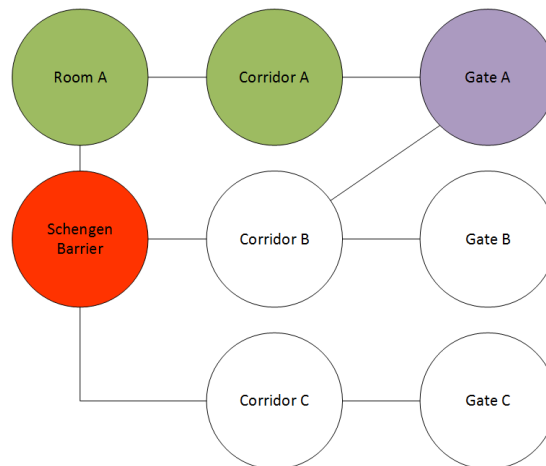 Room A
Corridor A
Gate A
Schengen
Barrier
Corridor B
Gate B
Corridor C
Gate C